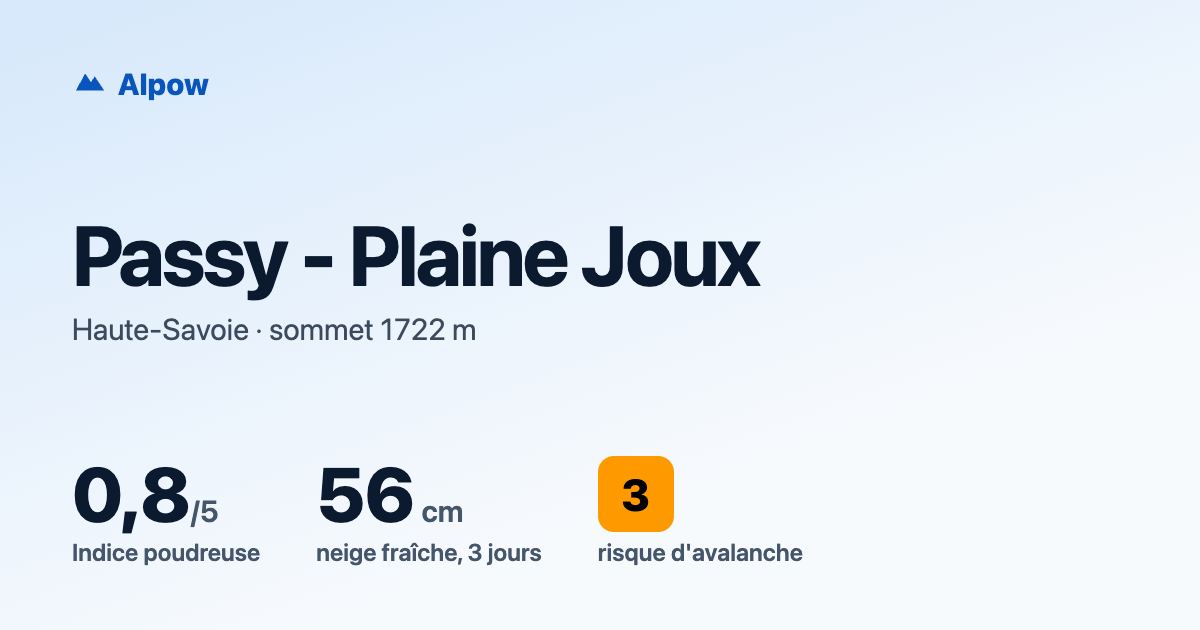 Alpow
Passy - Plaine Joux
Haute-Savoie · sommet 1722 m
0,8/5
Indice poudreuse
56 cm
neige fraîche, 3 jours
3
risque d'avalanche